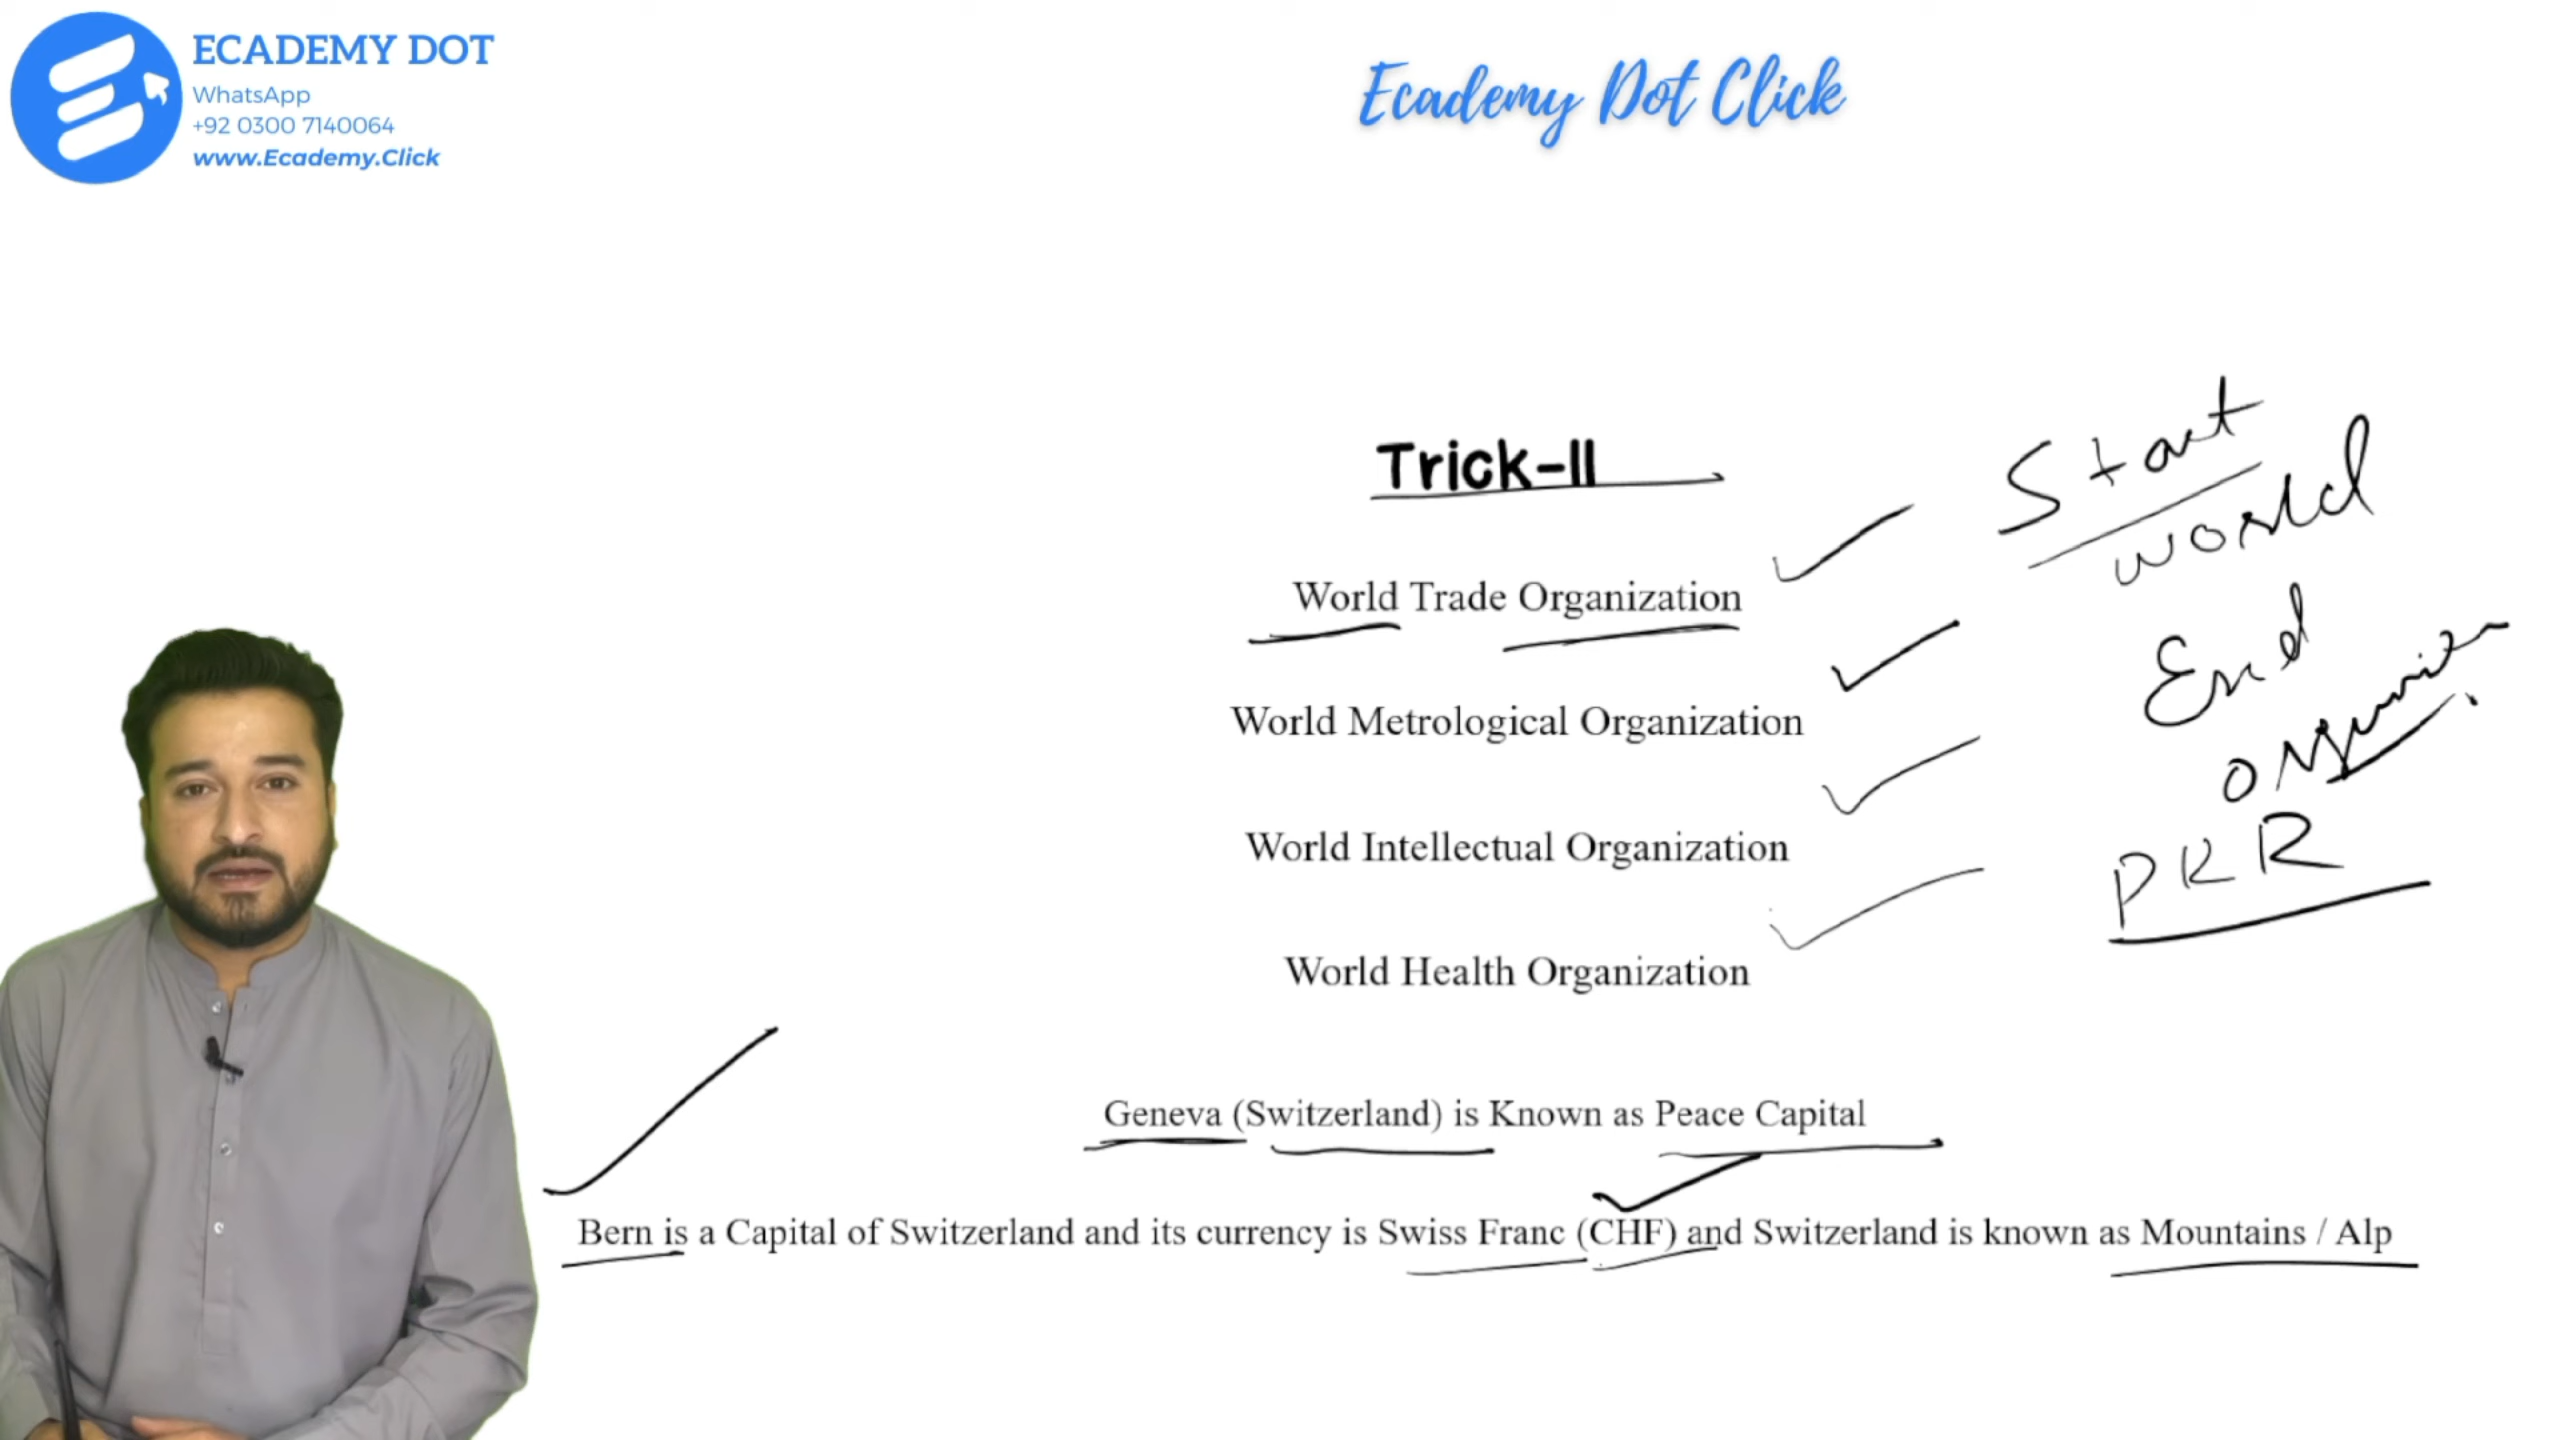 ECADEMY DOT
WhatsApp
+92 0300 7140064
www.Ecademy.Click
Ecademy Dot Click
Trick-II
Start
World
World Trade Organization
End
World Metrological Organization
World Intellectual Organization
PKR
World Health Organization
Geneva (Switzerland) is Known as Peace Capital
Bern is a Capital of Switzerland and its currency is Swiss Franc (CHF) and Switzerland is known as Mountains / Alp